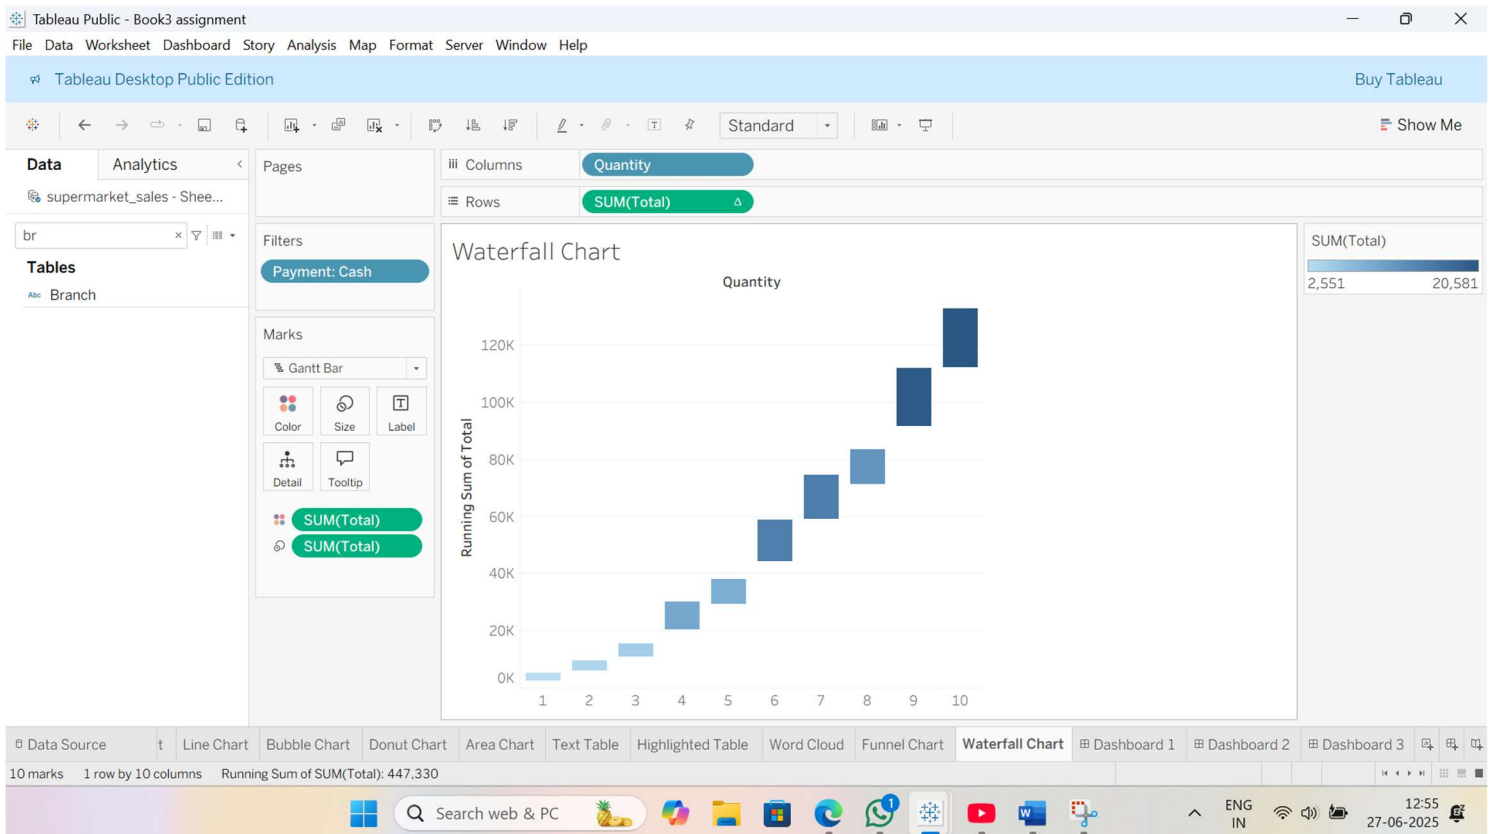 Tableau Public - Book3 assignment
File Data Worksheet Dashboard Story Analysis Map Format Server Window Help
Tableau Desktop Public Edition
Buy Tableau
Standard
Show Me
Data
Analytics
supermarket_sales - Shee...
br
Tables
Abc Branch
Pages
Filters
Payment: Cash
Marks
Gantt Bar
Color
Size
T
Label
Detail
Tooltip
SUM(Total)
SUM(Total)
iii Columns
Quantity
Rows
SUM(Total) Δ
Waterfall Chart
Quantity
Running Sum of Total
120K
100K
80K
60K
40K
20K
0K
1 2 3 4 5 6 7 8 9 10
SUM(Total)
2,551 20,581
Data Source
t
Line Chart
Bubble Chart
Donut Chart
Area Chart
Text Table
Highlighted Table
Word Cloud
Funnel Chart
Waterfall Chart
Dashboard 1
Dashboard 2
Dashboard 3
10 marks 1 row by 10 columns Running Sum of SUM(Total): 447,330
Search web & PC
1
W
ENG
IN
12:55
27-06-2025